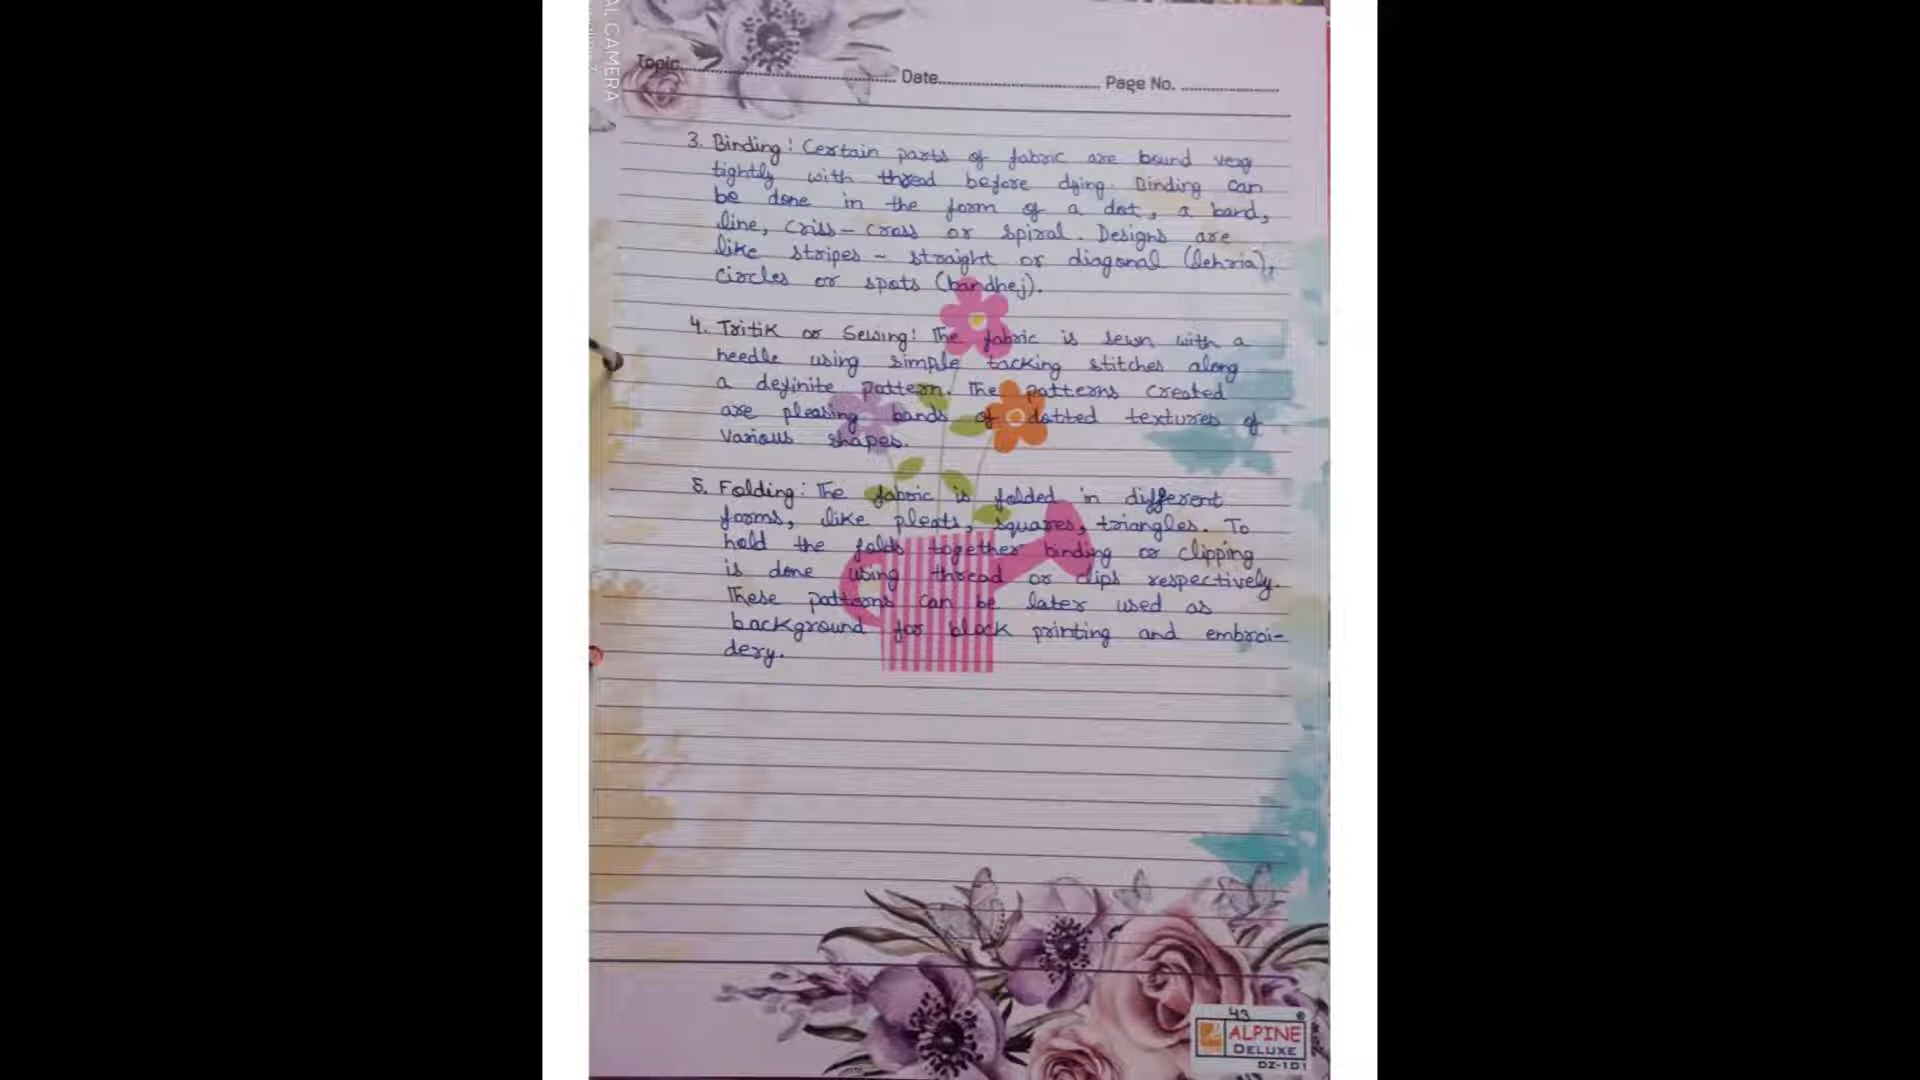 AL CAMERA
Topic........ Date........ Page No. ........
3. Binding: Certain parts of fabric are bound very
tightly with thread before dying. Binding can
be done in the form of a dot, a band,
line, criss-cross or spiral. Designs are
like stripes - straight or diagonal (lehria),
circles or spots (bandhej).
4. Tritik or Sewing: The fabric is sewn with a
needle using simple tacking stitches along
a definite pattern. The patterns created
are pleasing bands of dotted textures of
various shapes.
5. Folding: The fabric is folded in different
forms, like pleats, squares, triangles. To
hold the folds together binding or clipping
is done using thread or clips respectively.
These patterns can be later used as
background for block printing and embroi-
dery.
43
ALPINE
DELUXE
DZ-101